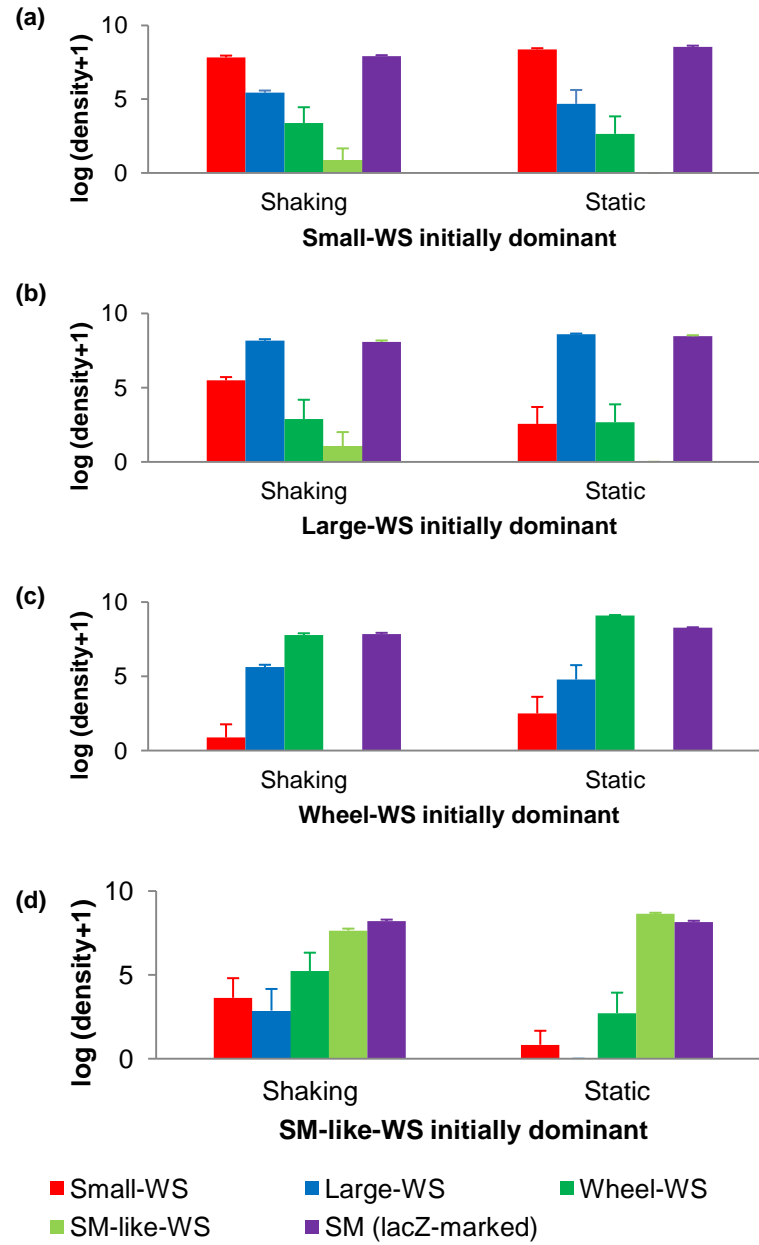 (a)
log (density+1)
10
5
0
Shaking Static
Small-WS initially dominant
(b)
log (density+1)
10
5
0
Shaking Static
Large-WS initially dominant
(c)
log (density+1)
10
5
0
Shaking Static
Wheel-WS initially dominant
(d)
log (density+1)
10
5
0
Shaking Static
SM-like-WS initially dominant
Small-WS Large-WS Wheel-WS
SM-like-WS SM (lacZ-marked)